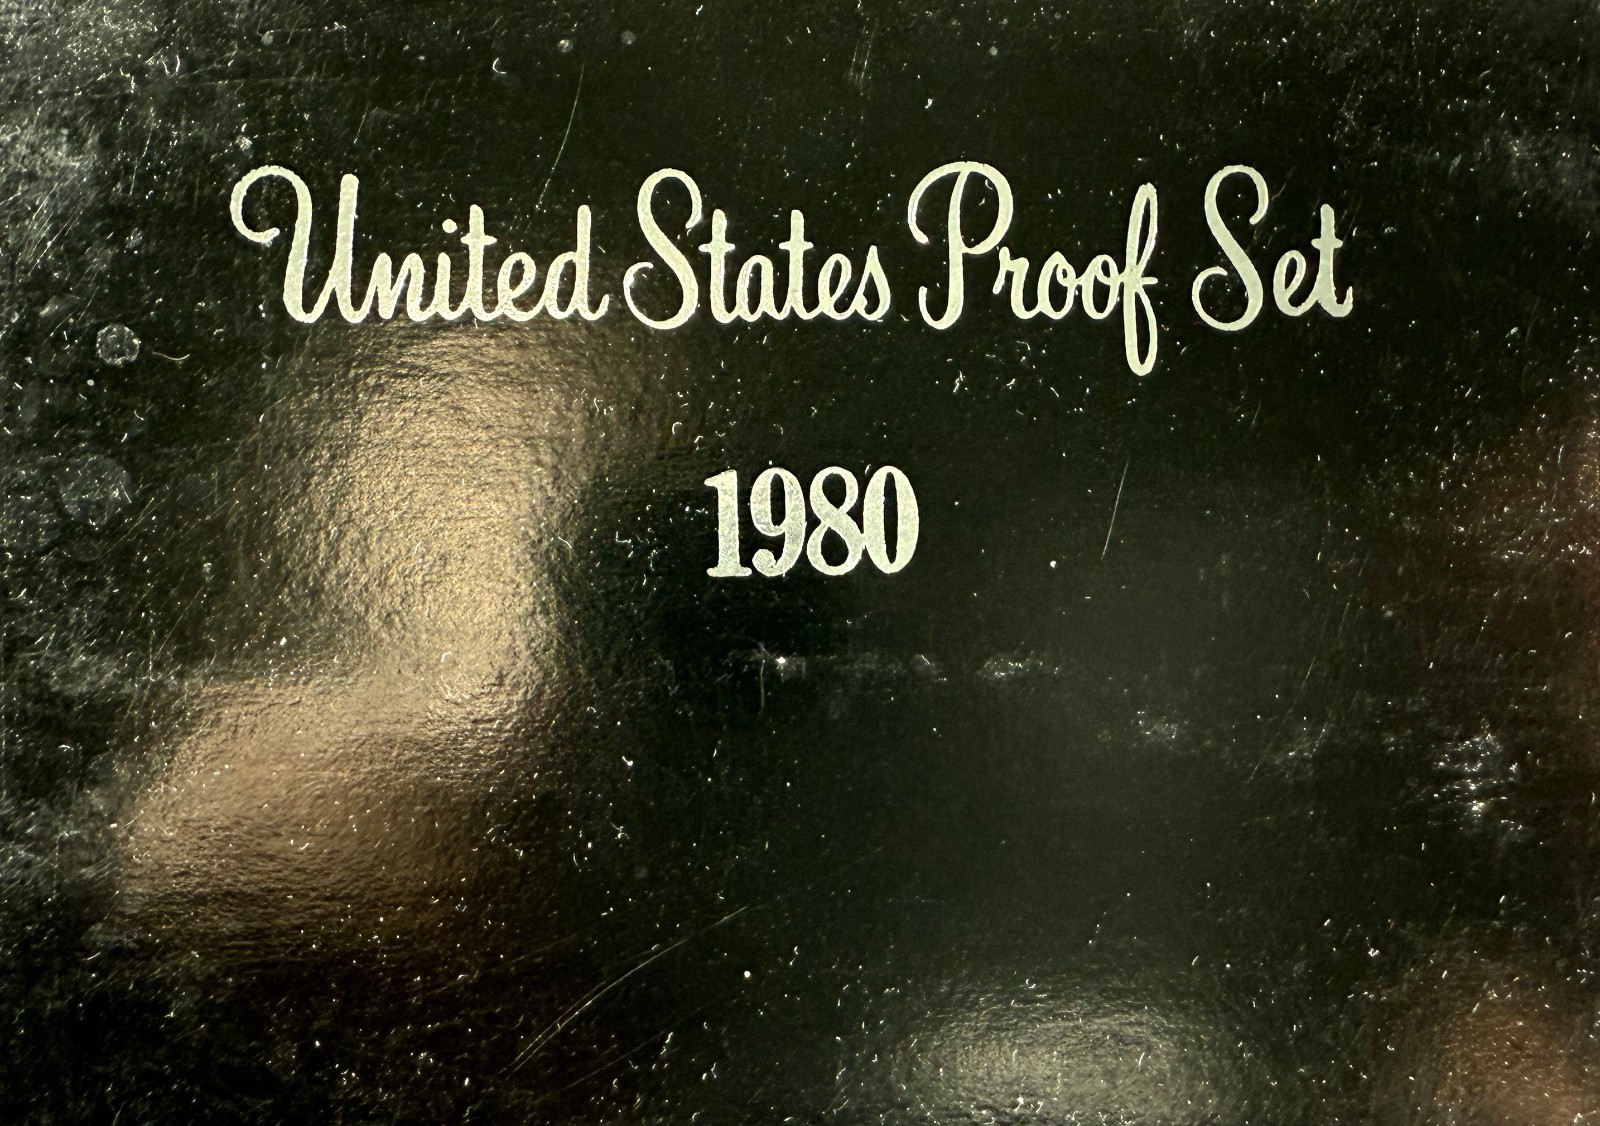 United States Proof Set
1980